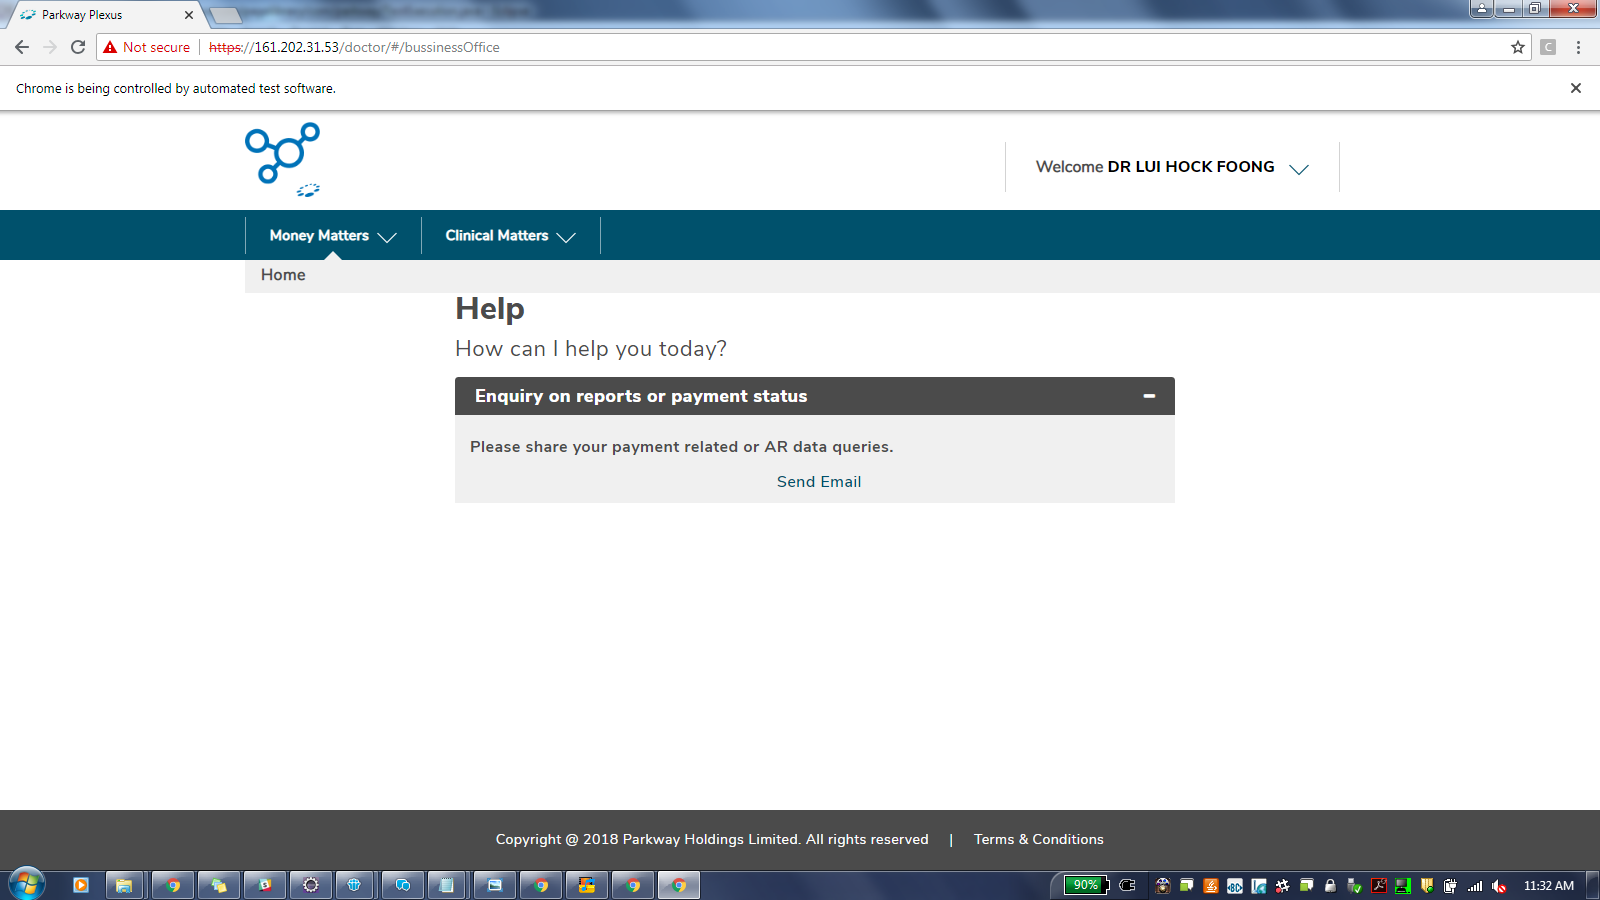 Parkway Plexus
Not secure | https://161.202.31.53/doctor/#/bussinessOffice
C
Chrome is being controlled by automated test software.
Welcome DR LUI HOCK FOONG
Money Matters
Clinical Matters
Home
Help
How can I help you today?
Enquiry on reports or payment status
Please share your payment related or AR data queries.
Send Email
Copyright @ 2018 Parkway Holdings Limited. All rights reserved | Terms & Conditions
90%
11:32 AM